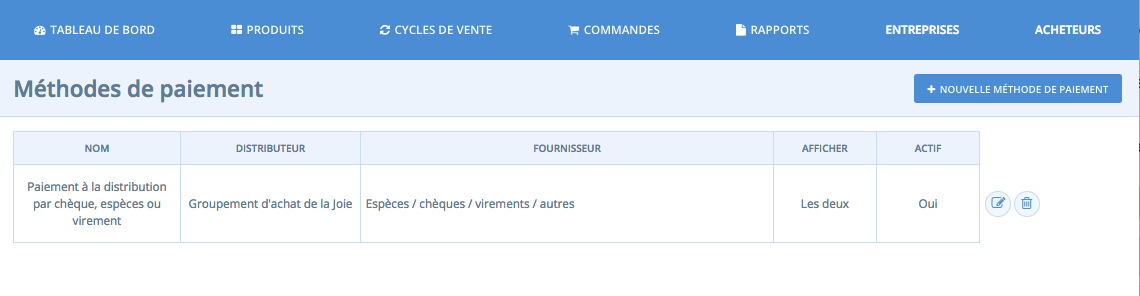 TABLEAU DE BORD PRODUITS CYCLES DE VENTE COMMANDES RAPPORTS ENTREPRISES ACHETEURS
Méthodes de paiement
+ NOUVELLE MÉTHODE DE PAIEMENT
NOM DISTRIBUTEUR FOURNISSEUR AFFICHER ACTIF
Paiement à la distribution
par chèque, espèces ou
virement
Groupement d'achat de la Joie
Espèces / chèques / virements / autres
Les deux
Oui